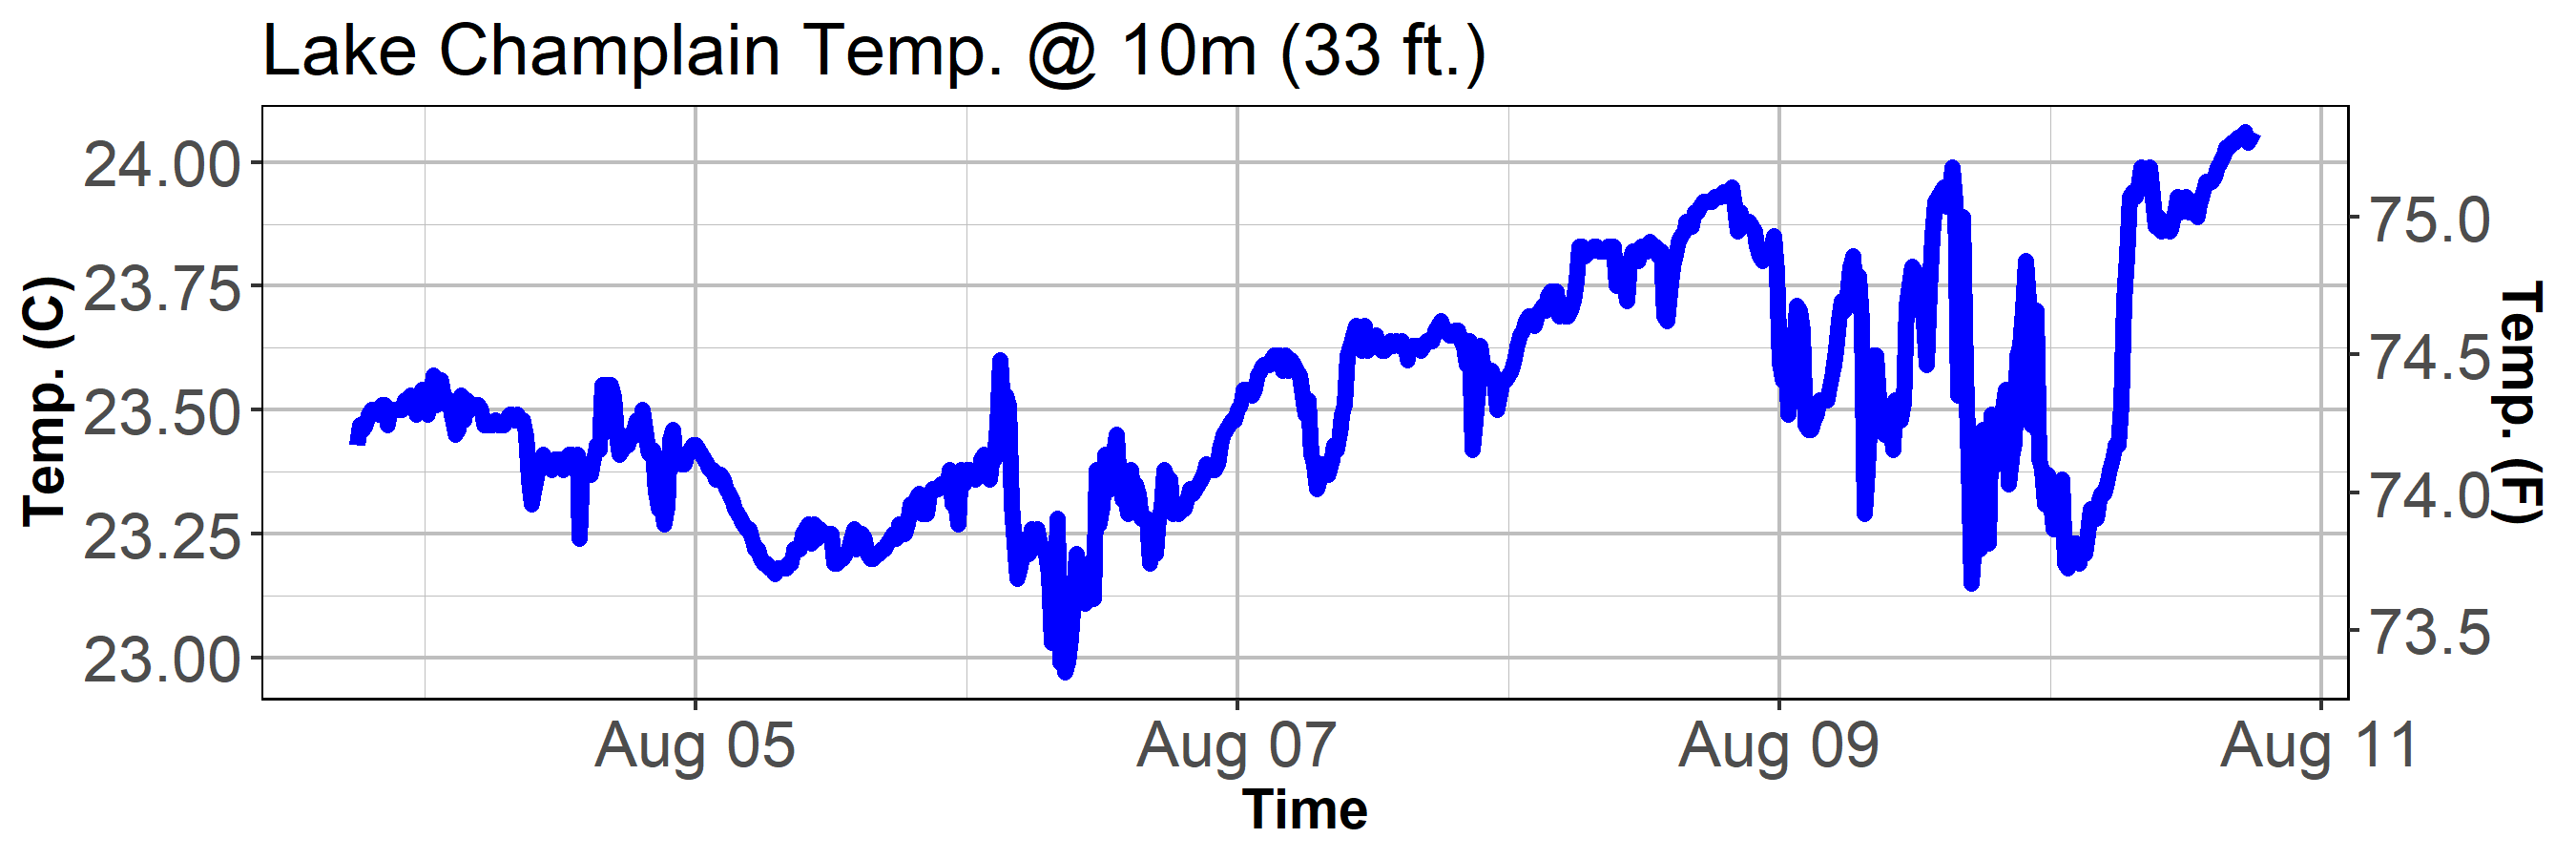 Lake Champlain Temp. @ 10m (33 ft.)
Temp. (C)
24.00
23.75
23.50
23.25
23.00
75.0
74.5
74.0
73.5
Temp. (F)
Aug 05
Aug 07
Aug 09
Aug 11
Time